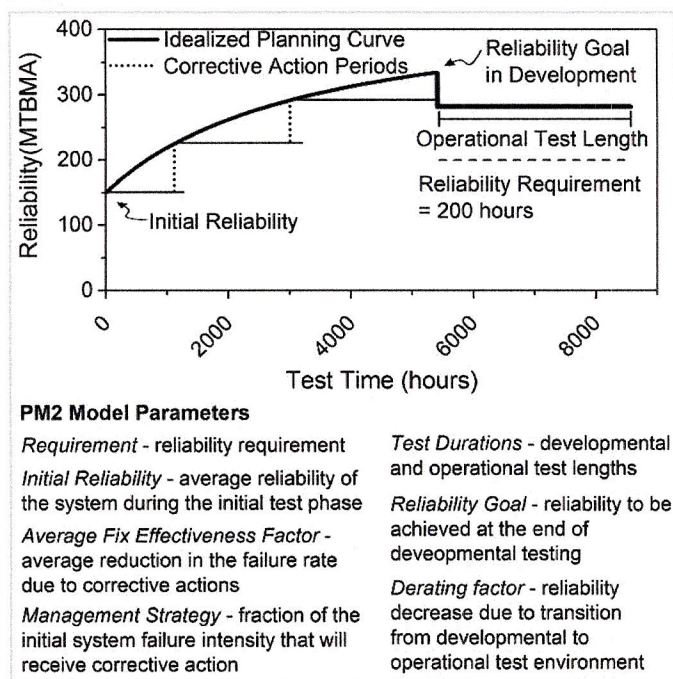 400
300
200
100
0
Reliability(MTBMA)
Idealized Planning Curve
Corrective Action Periods
Reliability Goal
in Development
Operational Test Length
Reliability Requirement
= 200 hours
Initial Reliability
0
2000
4000
6000
8000
Test Time (hours)
PM2 Model Parameters
Requirement - reliability requirement
Initial Reliability - average reliability of
the system during the initial test phase
Average Fix Effectiveness Factor -
average reduction in the failure rate
due to corrective actions
Management Strategy - fraction of the
initial system failure intensity that will
receive corrective action
Test Durations - developmental
and operational test lengths
Reliability Goal - reliability to be
achieved at the end of
deveopmental testing
Derating factor - reliability
decrease due to transition
from developmental to
operational test environment